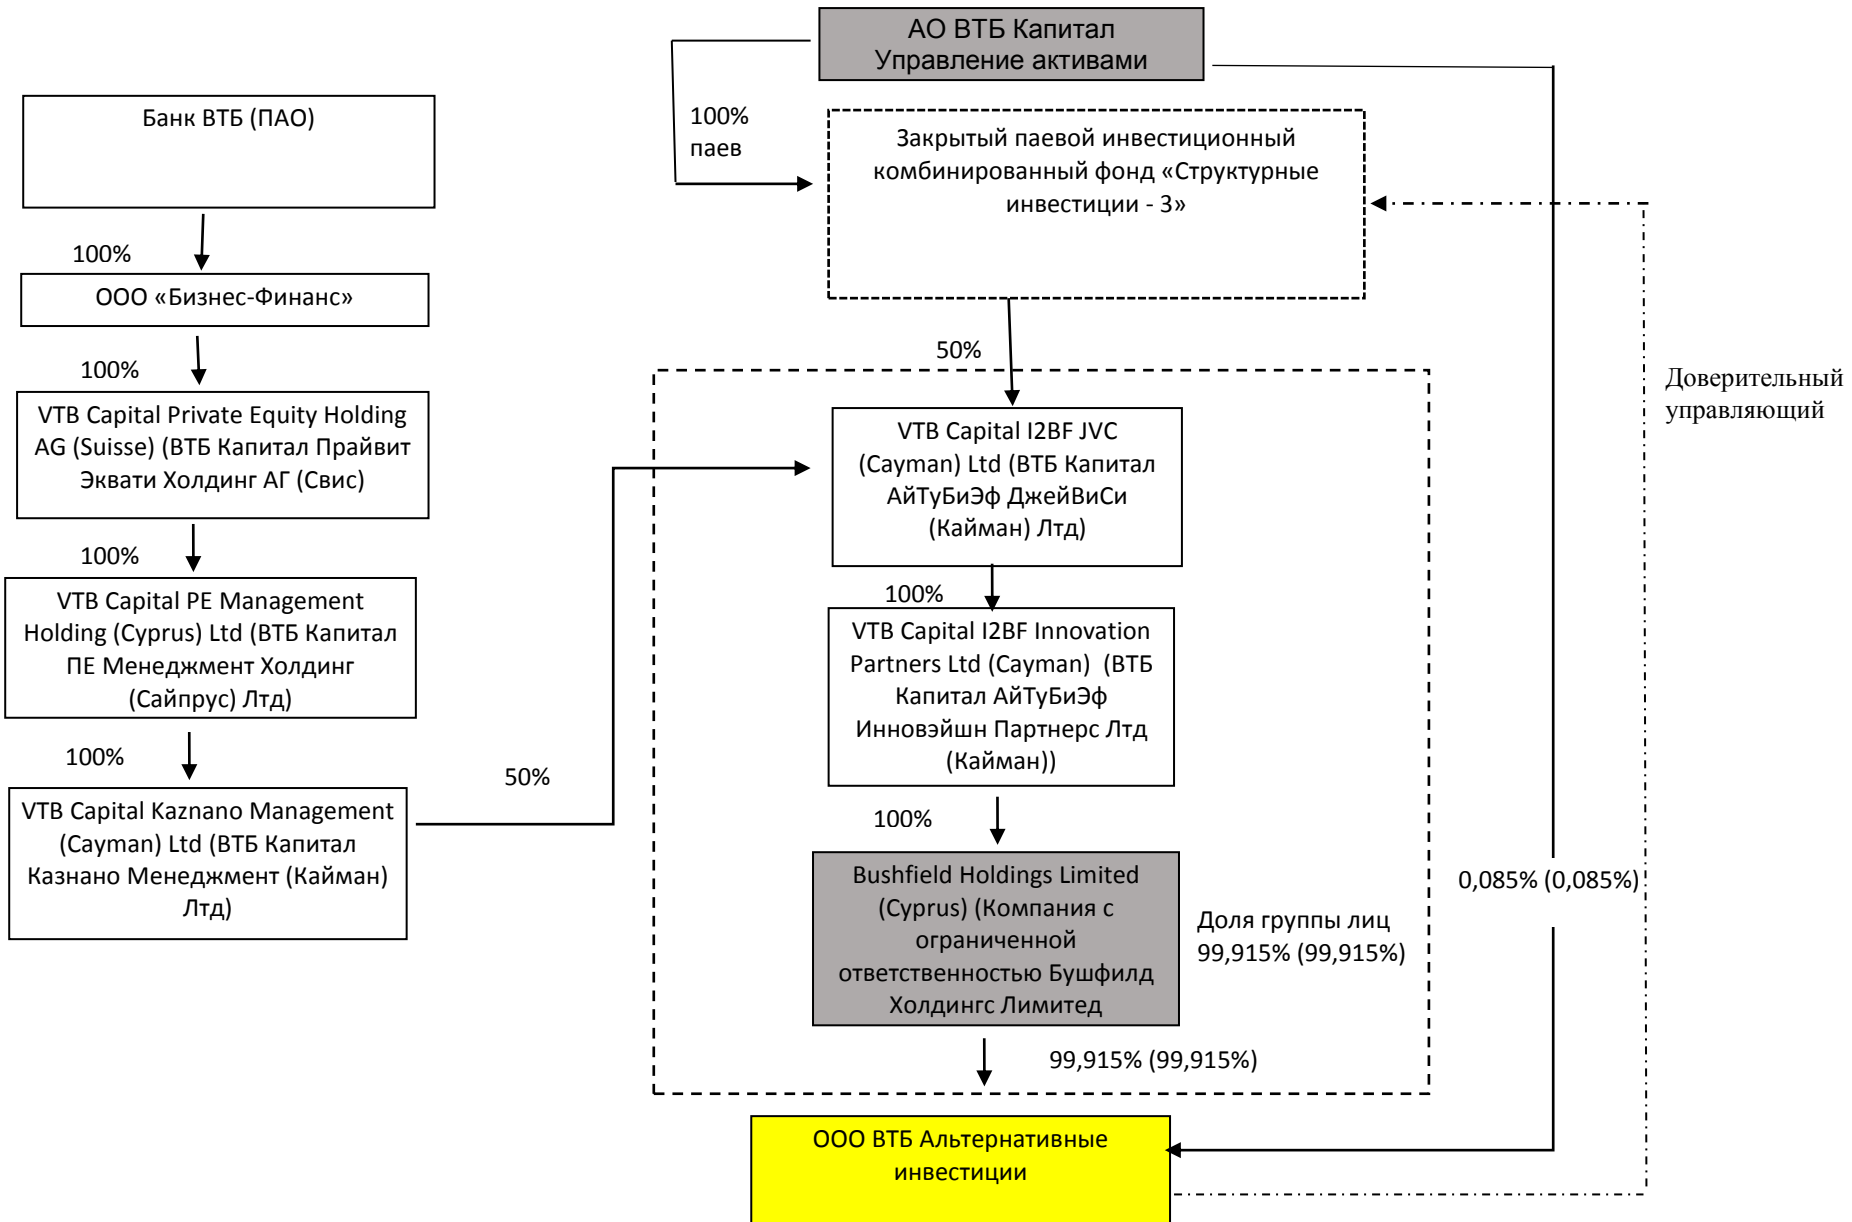 АО ВТБ Капитал
Управление активами
Банк ВТБ (ПАО)
100%
паев
Закрытый паевой инвестиционный
комбинированный фонд «Структурные
инвестиции - 3»
100%
ООО «Бизнес-Финанс»
50%
100%
Доверительный
управляющий
VTB Capital Private Equity Holding
AG (Suisse) (ВТБ Капитал Прайвит
Эквати Холдинг АГ (Свис)
VTB Capital I2BF JVC
(Cayman) Ltd (ВТБ Капитал
АйТуБиЭф ДжейВиСи
(Кайман) Лтд)
100%
100%
VTB Capital PE Management
Holding (Cyprus) Ltd (ВТБ Капитал
ПЕ Менеджмент Холдинг
(Сайпрус) Лтд)
VTB Capital I2BF Innovation
Partners Ltd (Cayman)  (ВТБ
Капитал АйТуБиЭф
Инновэйшн Партнерс Лтд
(Кайман))
100%
50%
VTB Capital Kaznano Management
(Cayman) Ltd (ВТБ Капитал
Казнано Менеджмент (Кайман)
Лтд)
100%
Bushfield Holdings Limited
(Cyprus) (Компания с
ограниченной
ответственностью Бушфилд
Холдингс Лимитед
0,085% (0,085%)
Доля группы лиц
99,915% (99,915%)
99,915% (99,915%)
ООО ВТБ Альтернативные
инвестиции